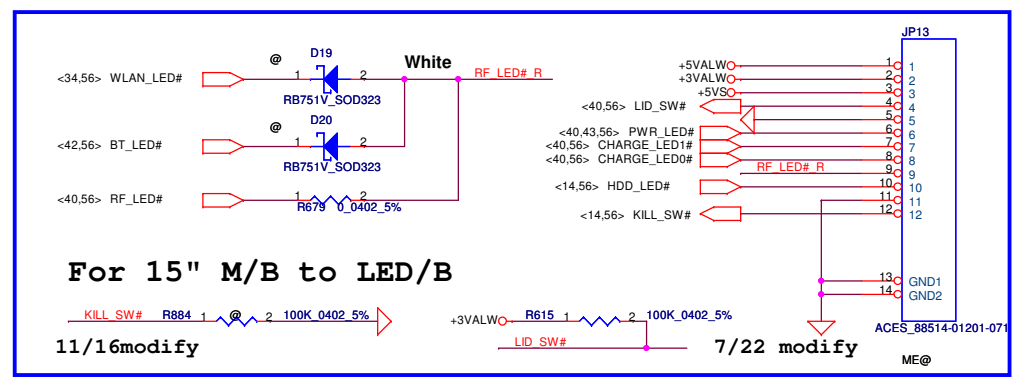 JP13
D19
@
White
<34,56> WLAN_LED#
1
2
RF_LED#_R
RB751V_SOD323
@
D20
<42,56> BT_LED#
1
2
RB751V_SOD323
<40,56> RF_LED#
1
2
R679 0_0402_5%
+5VALW 1 1
+3VALW 2 2
+5VS 3 3
<40,56> LID_SW# 4 4
5 5
<40,43,56> PWR_LED# 6 6
<40,56> CHARGE_LED1# 7 7
<40,56> CHARGE_LED0# 8 8
RF_LED#_R 9 9
<14,56> HDD_LED# 10 10
11 11
<14,56> KILL_SW# 12 12
13 GND1
14 GND2
ACES_88514-01201-071
ME@
For 15" M/B to LED/B
KILL_SW# R884 1 @ 2 100K_0402_5%
11/16modify
+3VALW R615 1 2 100K_0402_5%
LID_SW#
7/22 modify